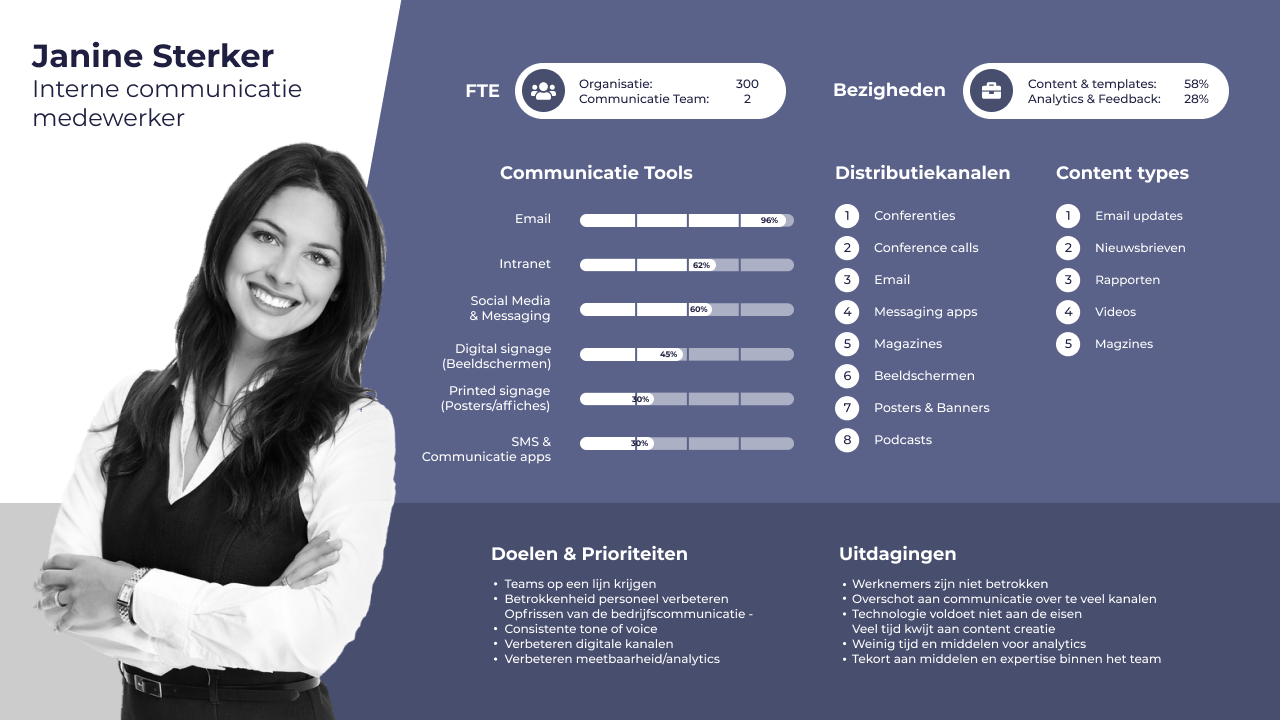 Janine Sterker
Interne communicatie
medewerker
FTE
Organisatie: 300
Communicatie Team: 2
Bezigheden
Content & templates: 58%
Analytics & Feedback: 28%
Communicatie Tools
Email 96%
Intranet 62%
Social Media
& Messaging 60%
Digital signage
(Beeldschermen) 45%
Printed signage
(Posters/affiches) 30%
SMS &
Communicatie apps 30%
Distributiekanalen
1 Conferenties
2 Conference calls
3 Email
4 Messaging apps
5 Magazines
6 Beeldschermen
7 Posters & Banners
8 Podcasts
Content types
1 Email updates
2 Nieuwsbrieven
3 Rapporten
4 Videos
5 Magzines
Doelen & Prioriteiten
• Teams op een lijn krijgen
• Betrokkenheid personeel verbeteren
Opfrissen van de bedrijfscommunicatie -
• Consistente tone of voice
• Verbeteren digitale kanalen
• Verbeteren meetbaarheid/analytics
Uitdagingen
• Werknemers zijn niet betrokken
• Overschot aan communicatie over te veel kanalen
• Technologie voldoet niet aan de eisen
Veel tijd kwijt aan content creatie
• Weinig tijd en middelen voor analytics
• Tekort aan middelen en expertise binnen het team